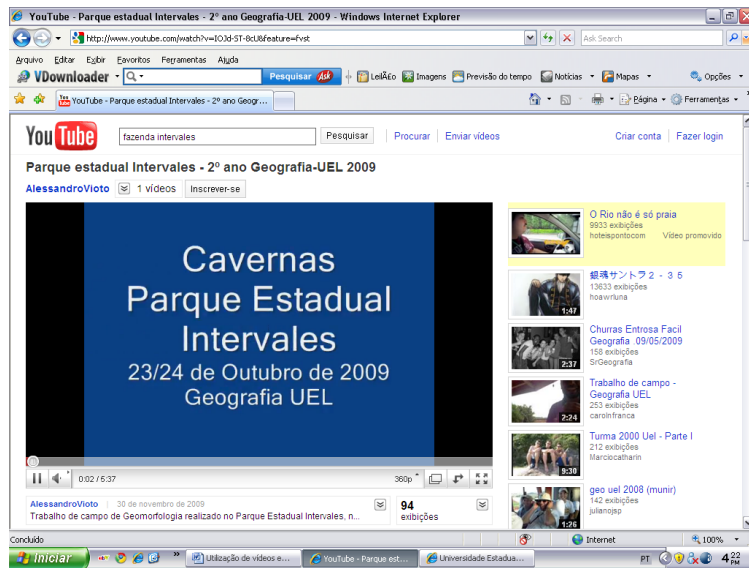 YouTube - Parque estadual Intervales - 2º ano Geografia-UEL 2009 - Windows Internet Explorer
http://www.youtube.com/watch?v=IOJd-ST-8cU&feature=fvst
Ask Search
Arquivo Editar Exibir Favoritos Ferramentas Ajuda
VDownloader
Pesquisar Ask
LeilÃ£o
Imagens
Previsão do tempo
Notícias
Mapas
Opções
YouTube - Parque estadual Intervales - 2º ano Geogr...
Página
Ferramentas
YouTube
fazenda intervales
Pesquisar
Procurar
Enviar vídeos
Criar conta
Fazer login
Parque estadual Intervales - 2º ano Geografia-UEL 2009
AlessandroVioto
1 vídeos
Inscrever-se
Cavernas
Parque Estadual
Intervales
23/24 de Outubro de 2009
Geografia UEL
0:02 / 5:37
360p
AlessandroVioto
30 de novembro de 2009
Trabalho de campo de Geomorfologia realizado no Parque Estadual Intervales, n...
94
exibições
O Rio não é só praia
9933 exibições
hoteispontocom
Vídeo promovido
銀魂サントラ２ - ３５
13633 exibições
hoawrluna
1:47
Churras Entrosa Facil
Geografia .09/05/2009
158 exibições
SrGeografia
2:37
Trabalho de campo -
Geografia UEL
253 exibições
carolnfranca
2:24
Turma 2000 Uel - Parte I
212 exibições
Marciocatharin
9:30
geo uel 2008 (munir)
142 exibições
julianojsp
1:26
Concluído
Internet
100%
Iniciar
Utilização de vídeos e...
YouTube - Parque est...
Universidade Estadua...
PT
4 22 PM